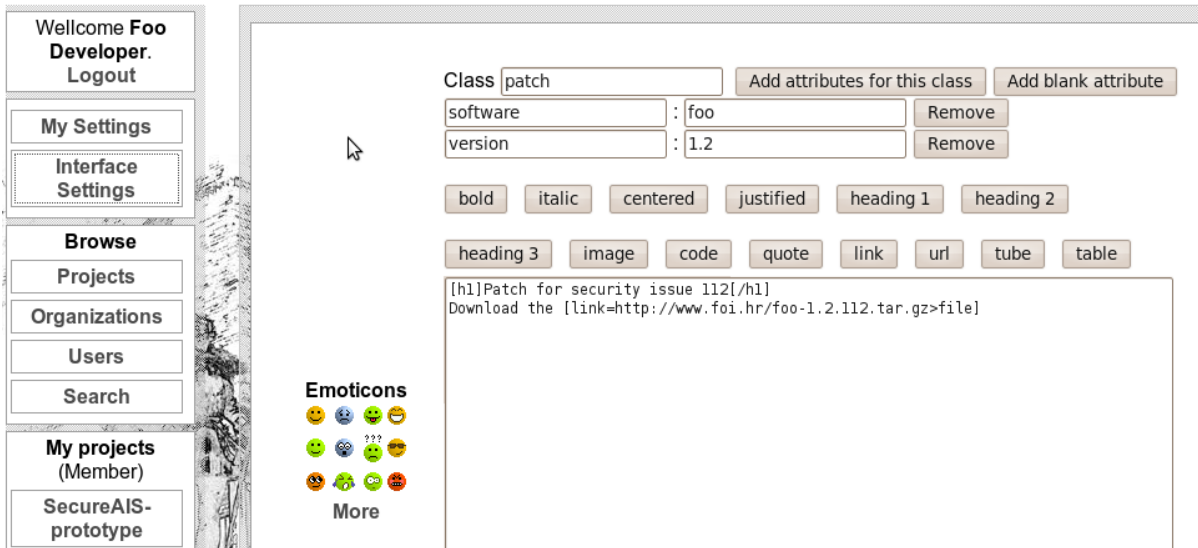 Wellcome Foo
Developer.
Logout
My Settings
Interface
Settings
Browse
Projects
Organizations
Users
Search
My projects
(Member)
SecureAIS-
prototype
Class patch Add attributes for this class Add blank attribute
software : foo Remove
version : 1.2 Remove
bold italic centered justified heading 1 heading 2
heading 3 image code quote link url tube table
[h1]Patch for security issue 112[/h1]
Download the [link=http://www.foi.hr/foo-1.2.112.tar.gz>file]
Emoticons
???
More